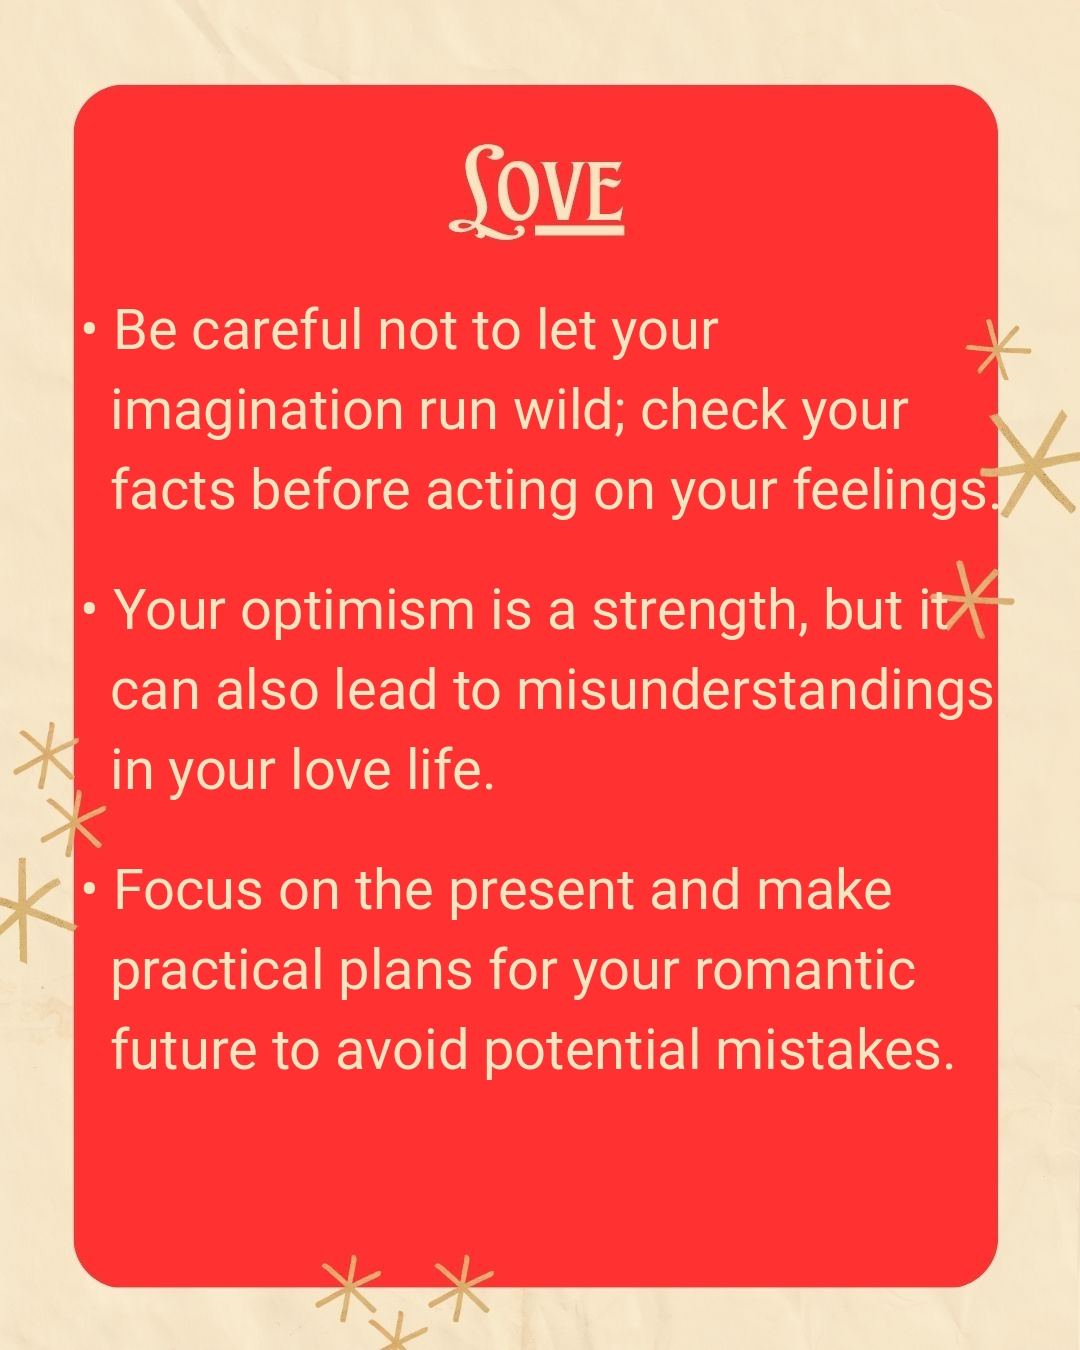 Love
• Be careful not to let your
imagination run wild; check your
facts before acting on your feelings.
• Your optimism is a strength, but it
can also lead to misunderstandings
in your love life.
• Focus on the present and make
practical plans for your romantic
future to avoid potential mistakes.